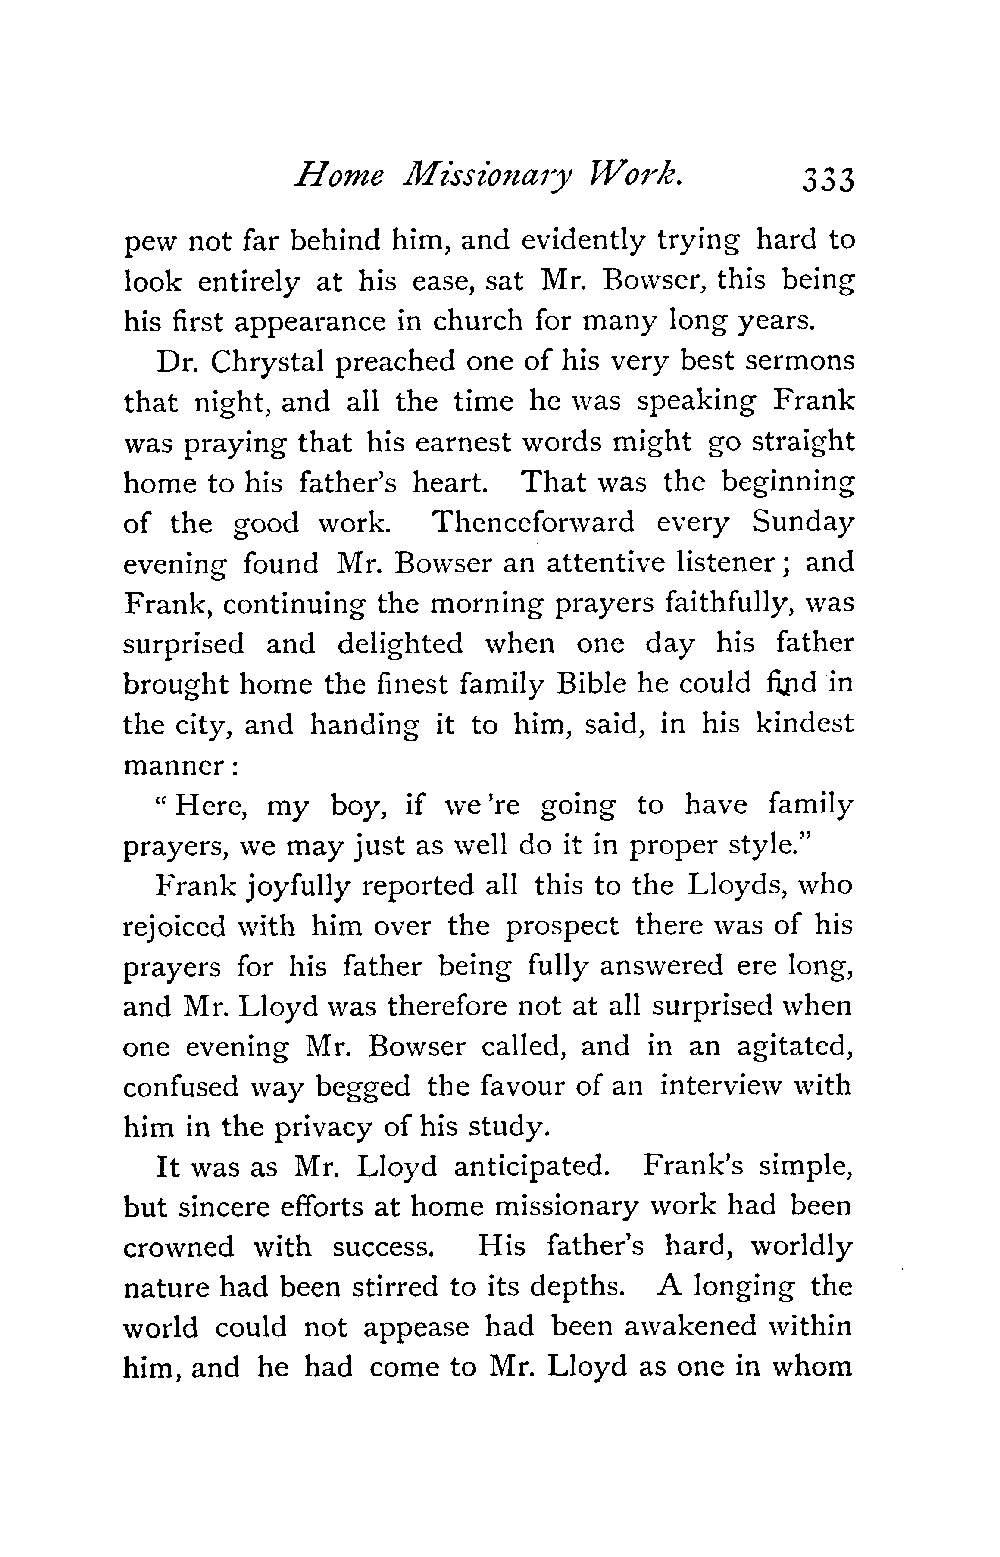 Home Missionary Work. 333
pew not far behind him, and evidently trying hard to
look entirely at his ease, sat Mr. Bowser, this being
his first appearance in church for many long years.
Dr. Chrystal preached one of his very best sermons
that night, and all the time he was speaking Frank
was praying that his earnest words might go straight
home to his father's heart. That was the beginning
of the good work. Thenceforward every Sunday
evening found Mr. Bowser an attentive listener; and
Frank, continuing the morning prayers faithfully, was
surprised and delighted when one day his father
brought home the finest family Bible he could find in
the city, and handing it to him, said, in his kindest
manner:
"Here, my boy, if we're going to have family
prayers, we may just as well do it in proper style."
Frank joyfully reported all this to the Lloyds, who
rejoiced with him over the prospect there was of his
prayers for his father being fully answered ere long,
and Mr. Lloyd was therefore not at all surprised when
one evening Mr. Bowser called, and in an agitated,
confused way begged the favour of an interview with
him in the privacy of his study.
It was as Mr. Lloyd anticipated. Frank's simple,
but sincere efforts at home missionary work had been
crowned with success. His father's hard, worldly
nature had been stirred to its depths. A longing the
world could not appease had been awakened within
him, and he had come to Mr. Lloyd as one in whom